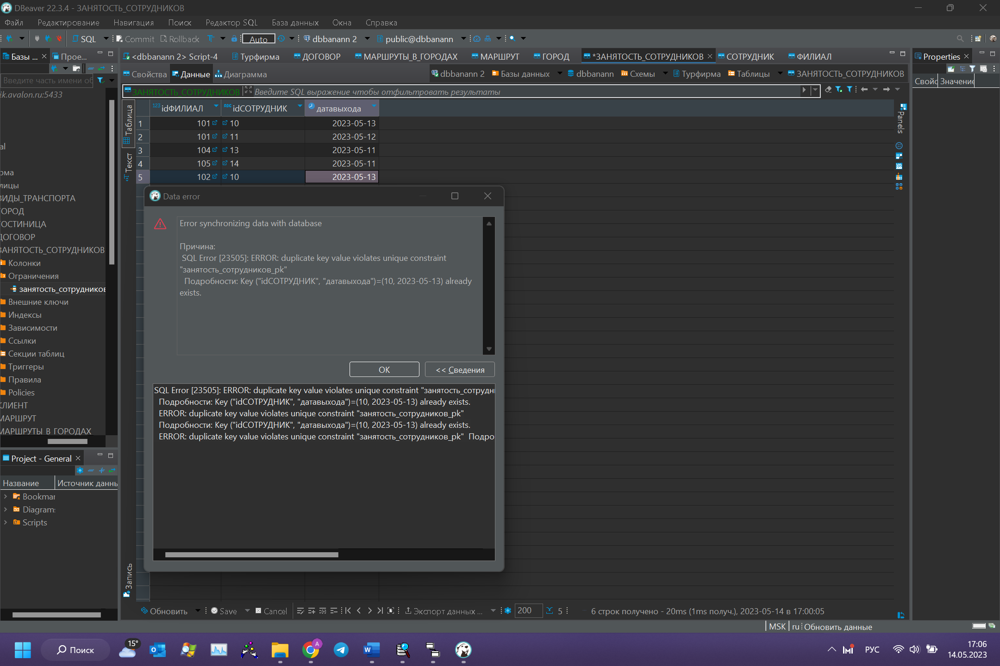 DBeaver 22.3.4 - ЗАНЯТОСТЬ_СОТРУДНИКОВ
Файл Редактирование Навигация Поиск Редактор SQL База данных Окна Справка
SQL Commit Rollback Auto dbbanann 2 public@dbbanann
Базы ... Прое...
<dbbanann 2> Script-4 Турфирма ДОГОВОР МАРШРУТЫ_В_ГОРОДАХ МАРШРУТ ГОРОД *ЗАНЯТОСТЬ_СОТРУДНИКОВ СОТРУДНИК ФИЛИАЛ
Properties
Свойства Данные Диаграмма
dbbanann 2 Базы данных dbbanann Схемы Турфирма Таблицы ЗАНЯТОСТЬ_СОТРУДНИКОВ
Введите часть имени об
Свойс Значение
ЗАНЯТОСТЬ_СОТРУДНИКОВ Введите SQL выражение чтобы отфильтровать результаты
ik.avalon.ru:5433
al
рма
лицы
ВИДЫ_ТРАНСПОРТА
ГОРОД
ГОСТИНИЦА
ДОГОВОР
ЗАНЯТОСТЬ_СОТРУДНИКОВ
Колонки
Ограничения
занятость_сотрудников
Внешние ключи
Индексы
Зависимости
Ссылки
Секции таблиц
Триггеры
Правила
Policies
КЛИЕНТ
МАРШРУТ
МАРШРУТЫ_В_ГОРОДАХ
Таблица
Текст
Запись
Panels
123 idФИЛИАЛ ABC idСОТРУДНИК датавыхода
1 101 10 2023-05-13
2 101 11 2023-05-12
3 104 13 2023-05-11
4 105 14 2023-05-11
5 102 10 2023-05-13
Data error
Error synchronizing data with database
Причина:
SQL Error [23505]: ERROR: duplicate key value violates unique constraint
"занятость_сотрудников_pk"
Подробности: Key ("idСОТРУДНИК", "датавыхода")=(10, 2023-05-13) already
exists.
OK << Сведения
SQL Error [23505]: ERROR: duplicate key value violates unique constraint "занятость_сотрудн
Подробности: Key ("idСОТРУДНИК", "датавыхода")=(10, 2023-05-13) already exists.
ERROR: duplicate key value violates unique constraint "занятость_сотрудников_pk"
Подробности: Key ("idСОТРУДНИК", "датавыхода")=(10, 2023-05-13) already exists.
ERROR: duplicate key value violates unique constraint "занятость_сотрудников_pk" Подро
Project - General
Название Источник данны
Bookmar
Diagrams
Scripts
Обновить Save Cancel Экспорт данных ... 200 5 6 строк получено - 20ms (1ms получ.), 2023-05-14 в 17:00:05
MSK ru Обновить данные
15° Поиск A РУС
17:06
14.05.2023